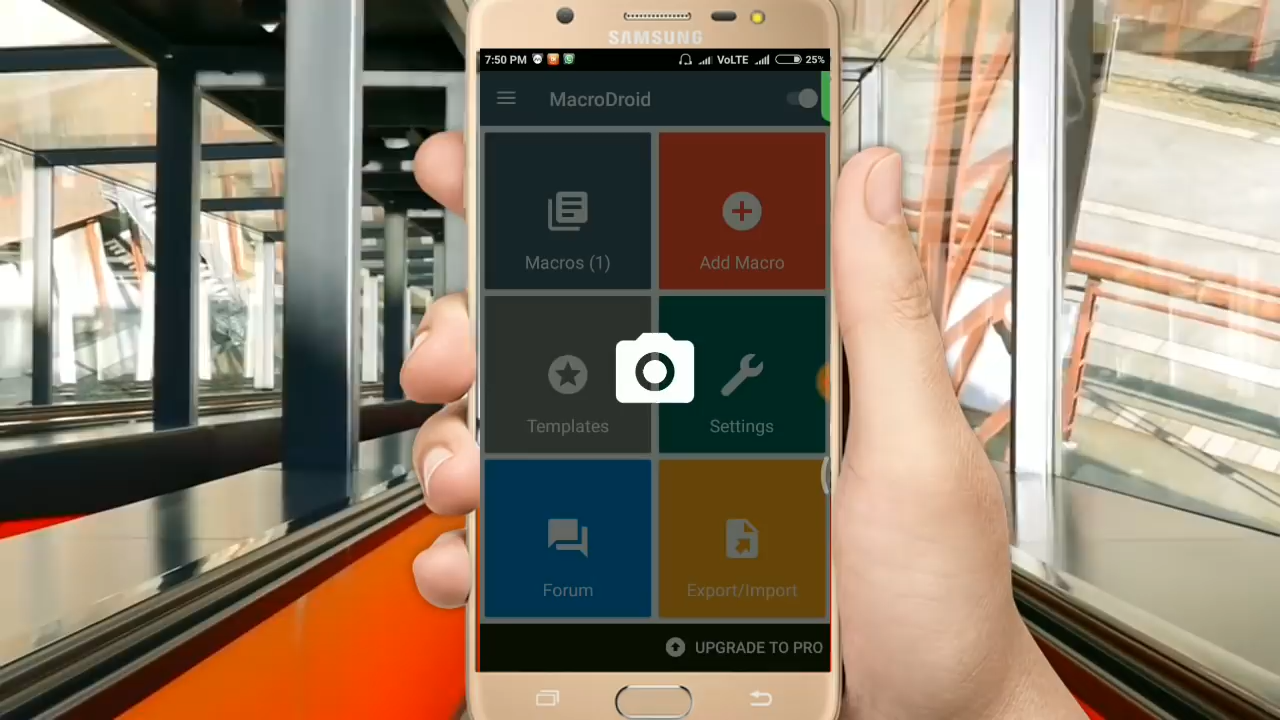 SAMSUNG
7:50 PM VoLTE 25%
MacroDroid
Macros (1)
Add Macro
Templates
Settings
Forum
Export/Import
UPGRADE TO PRO